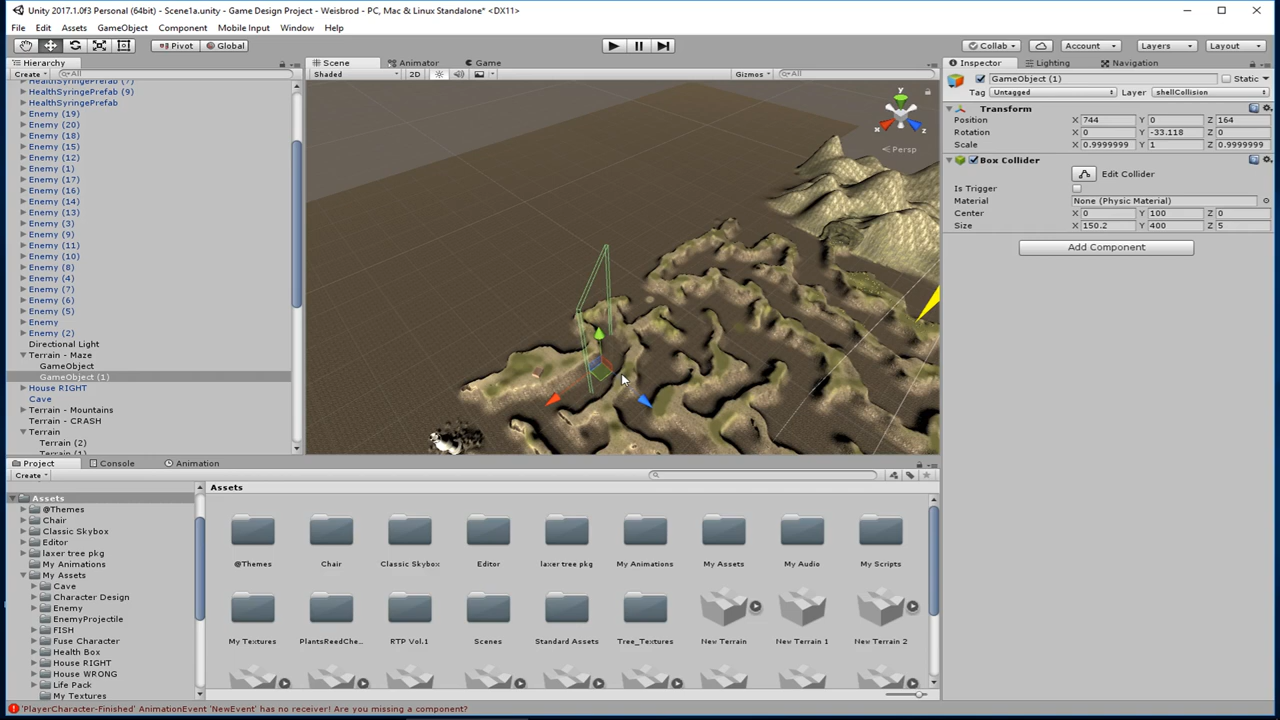 Unity 2017.1.0f3 Personal (64bit) - Scene1a.unity - Game Design Project - Weisbrod - PC, Mac & Linux Standalone* <DX11>
File Edit Assets GameObject Component Mobile Input Window Help
Pivot Global Collab Account Layers Layout
Hierarchy
Create All
HealthSyringePrefab (7)
HealthSyringePrefab (9)
HealthSyringePrefab
Enemy (19)
Enemy (20)
Enemy (18)
Enemy (15)
Enemy (12)
Enemy (1)
Enemy (17)
Enemy (16)
Enemy (14)
Enemy (13)
Enemy (3)
Enemy (9)
Enemy (11)
Enemy (10)
Enemy (8)
Enemy (4)
Enemy (7)
Enemy (6)
Enemy (5)
Enemy
Enemy (2)
Directional Light
Terrain - Maze
GameObject
GameObject (1)
House RIGHT
Cave
Terrain - Mountains
Terrain - CRASH
Terrain
Terrain (2)
Terrain (1)
Scene Animator Game
Shaded 2D Gizmos All
y
x z
Persp
Inspector Lighting Navigation
GameObject (1) Static
Tag Untagged Layer shellCollision
Transform
Position X 744 Y 0 Z 164
Rotation X 0 Y -33.118 Z 0
Scale X 0.9999999 Y 1 Z 0.9999999
Box Collider
Edit Collider
Is Trigger
Material None (Physic Material)
Center X 0 Y 100 Z 0
Size X 150.2 Y 400 Z 5
Add Component
Project Console Animation
Create
Assets
@Themes
Chair
Classic Skybox
Editor
laxer tree pkg
My Animations
My Assets
Cave
Character Design
Enemy
EnemyProjectile
FISH
Fuse Character
Health Box
House RIGHT
House WRONG
Life Pack
My Textures
Assets
@Themes Chair Classic Skybox Editor laxer tree pkg My Animations My Assets My Audio My Scripts
My Textures PlantsReedChe... RTP Vol.1 Scenes Standard Assets Tree_Textures New Terrain New Terrain 1 New Terrain 2
'PlayerCharacter-Finished' AnimationEvent 'NewEvent' has no receiver! Are you missing a component?